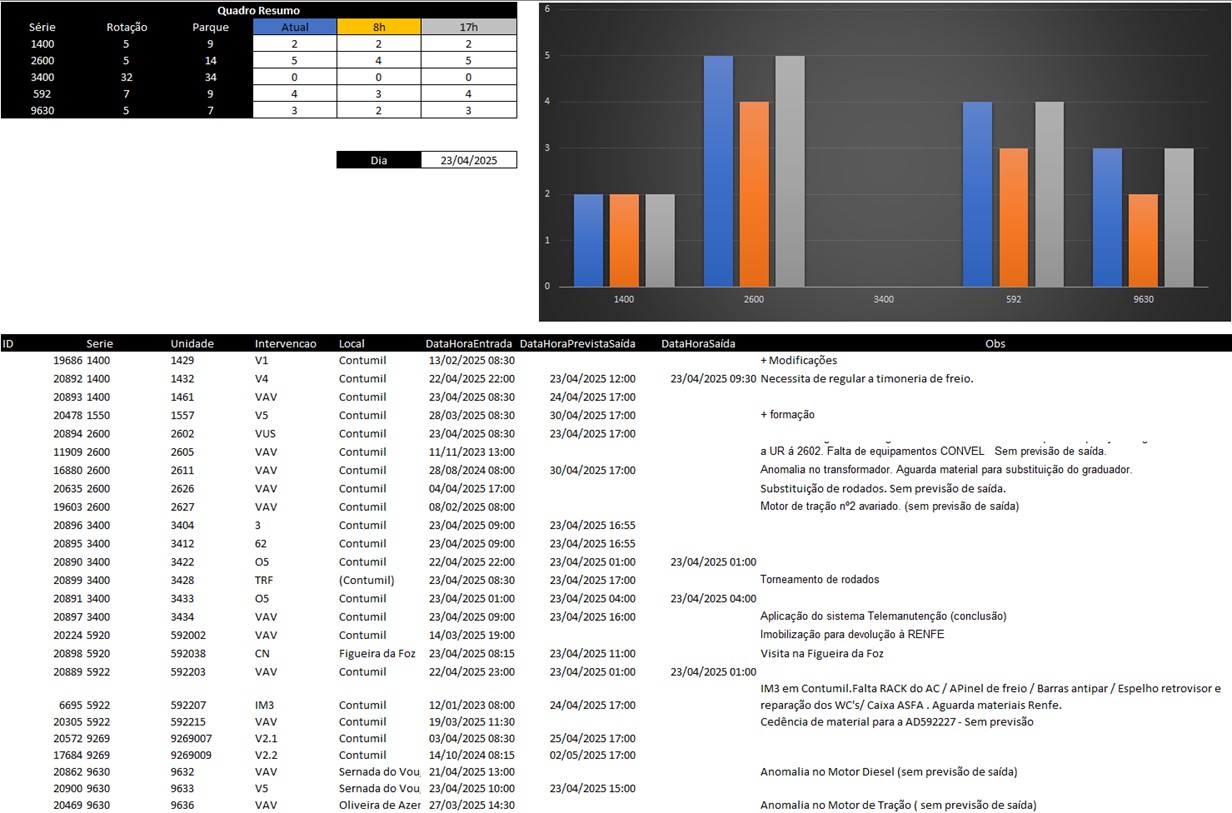 Quadro Resumo
Série Rotação Parque Atual 8h 17h
1400 5 9 2 2 2
2600 5 14 5 4 5
3400 32 34 0 0 0
592 7 9 4 3 4
9630 5 7 3 2 3
Dia 23/04/2025
6
5
4
3
2
1
0
1400 2600 3400 592 9630
ID Serie Unidade Intervencao Local DataHoraEntrada DataHoraPrevistaSaída DataHoraSaída Obs
19686 1400 1429 V1 Contumil 13/02/2025 08:30 + Modificações
20892 1400 1432 V4 Contumil 22/04/2025 22:00 23/04/2025 12:00 23/04/2025 09:30 Necessita de regular a timoneria de freio.
20893 1400 1461 VAV Contumil 23/04/2025 08:30 24/04/2025 17:00
20478 1550 1557 V5 Contumil 28/03/2025 08:30 30/04/2025 17:00 + formação
20894 2600 2602 VUS Contumil 23/04/2025 08:30 23/04/2025 17:00
11909 2600 2605 VAV Contumil 11/11/2023 13:00 a UR á 2602. Falta de equipamentos CONVEL Sem previsão de saída.
16880 2600 2611 VAV Contumil 28/08/2024 08:00 30/04/2025 17:00 Anomalia no transformador. Aguarda material para substituição do graduador.
20635 2600 2626 VAV Contumil 04/04/2025 17:00 Substituição de rodados. Sem previsão de saída.
19603 2600 2627 VAV Contumil 08/02/2025 08:00 Motor de tração nº2 avariado. (sem previsão de saída)
20896 3400 3404 3 Contumil 23/04/2025 09:00 23/04/2025 16:55
20895 3400 3412 62 Contumil 23/04/2025 09:00 23/04/2025 16:55
20890 3400 3422 O5 Contumil 22/04/2025 22:00 23/04/2025 01:00 23/04/2025 01:00
20899 3400 3428 TRF (Contumil) 23/04/2025 08:30 23/04/2025 17:00 Torneamento de rodados
20891 3400 3433 O5 Contumil 23/04/2025 01:00 23/04/2025 04:00 23/04/2025 04:00
20897 3400 3434 VAV Contumil 23/04/2025 09:00 23/04/2025 16:00 Aplicação do sistema Telemanutenção (conclusão)
20224 5920 592002 VAV Contumil 14/03/2025 19:00 Imobilização para devolução à RENFE
20898 5920 592038 CN Figueira da Foz 23/04/2025 08:15 23/04/2025 11:00 Visita na Figueira da Foz
20889 5922 592203 VAV Contumil 22/04/2025 23:00 23/04/2025 01:00 23/04/2025 01:00
IM3 em Contumil.Falta RACK do AC / APinel de freio / Barras antipar / Espelho retrovisor e
6695 5922 592207 IM3 Contumil 12/01/2023 08:00 24/04/2025 17:00 reparação dos WC's/ Caixa ASFA . Aguarda materiais Renfe.
20305 5922 592215 VAV Contumil 19/03/2025 11:30 Cedência de material para a AD592227 - Sem previsão
20572 9269 9269007 V2.1 Contumil 03/04/2025 08:30 25/04/2025 17:00
17684 9269 9269009 V2.2 Contumil 14/10/2024 08:15 02/05/2025 17:00
20862 9630 9632 VAV Sernada do Vou 21/04/2025 13:00 Anomalia no Motor Diesel (sem previsão de saída)
20900 9630 9633 V5 Sernada do Vou 23/04/2025 10:00 23/04/2025 15:00
20469 9630 9636 VAV Oliveira de Azer 27/03/2025 14:30 Anomalia no Motor de Tração ( sem previsão de saída)